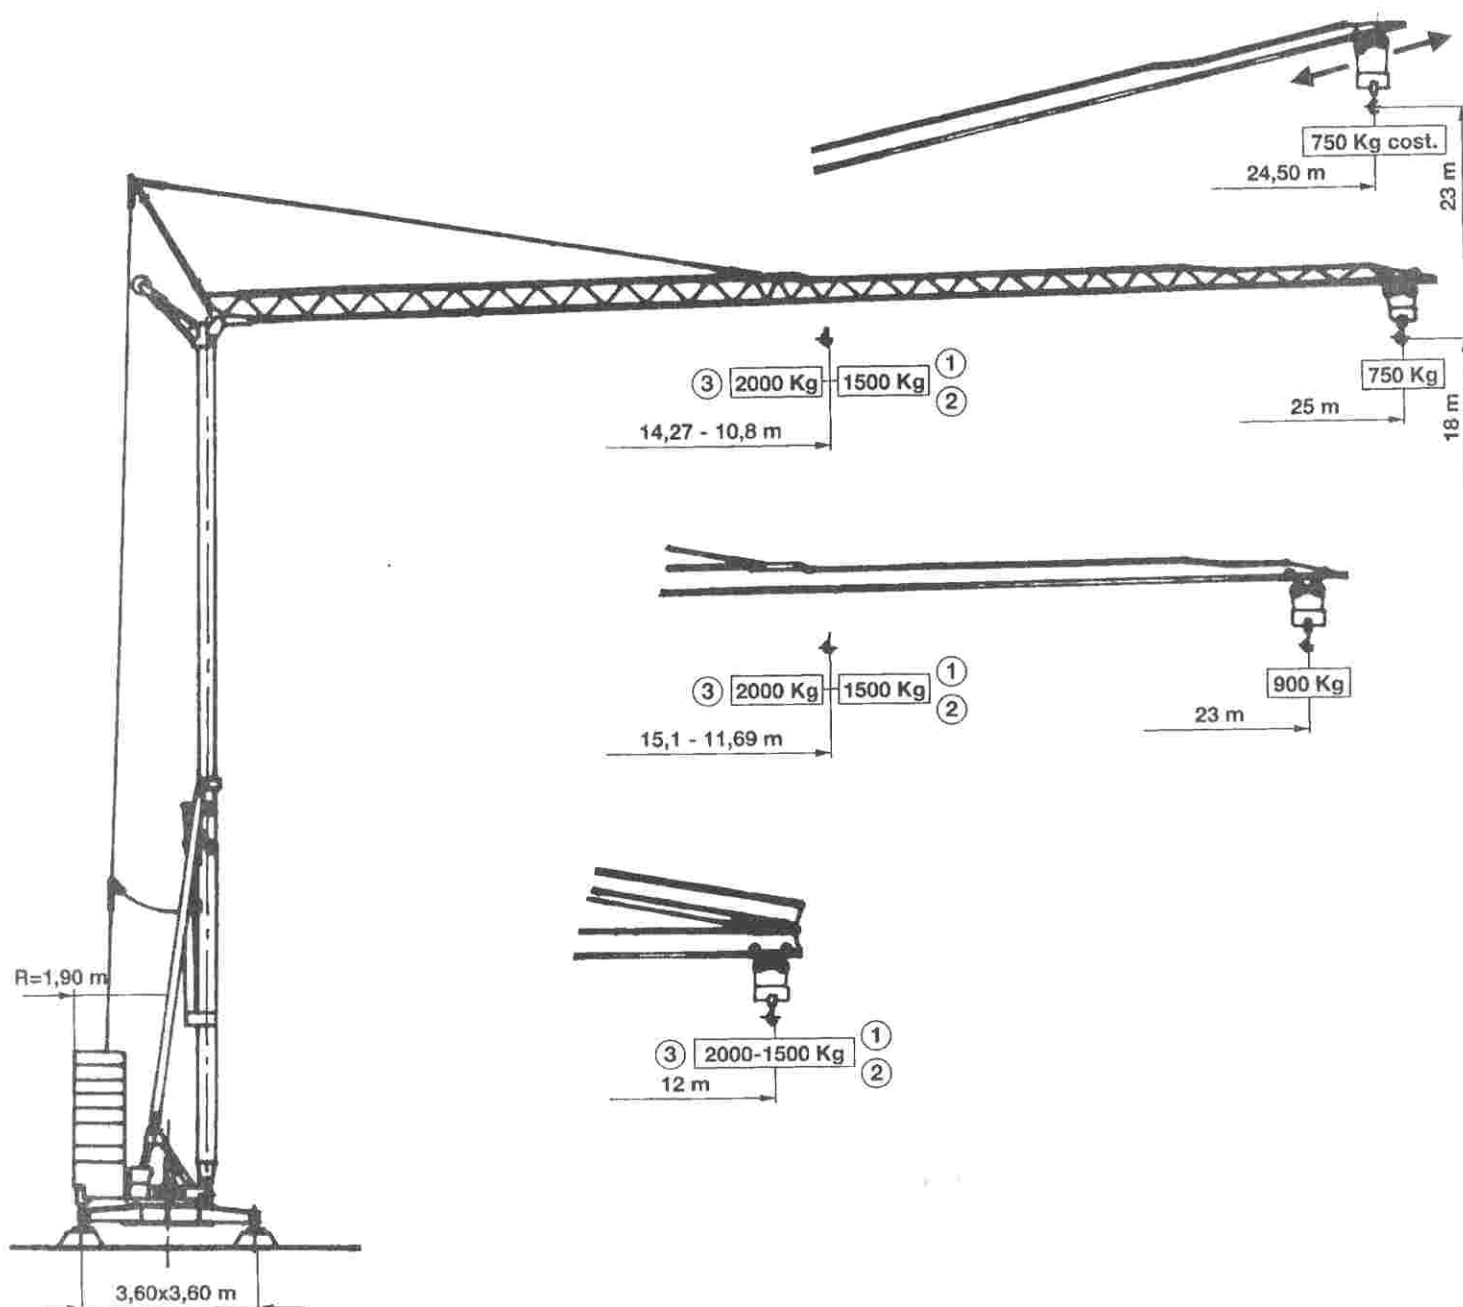 750 Kg cost.
24,50 m
23 m
3 2000 Kg 1500 Kg 1
2
750 Kg
14,27 - 10,8 m
25 m
18 m
3 2000 Kg 1500 Kg 1
2
900 Kg
15,1 - 11,69 m
23 m
R=1,90 m
3 2000-1500 Kg 1
2
12 m
3,60x3,60 m